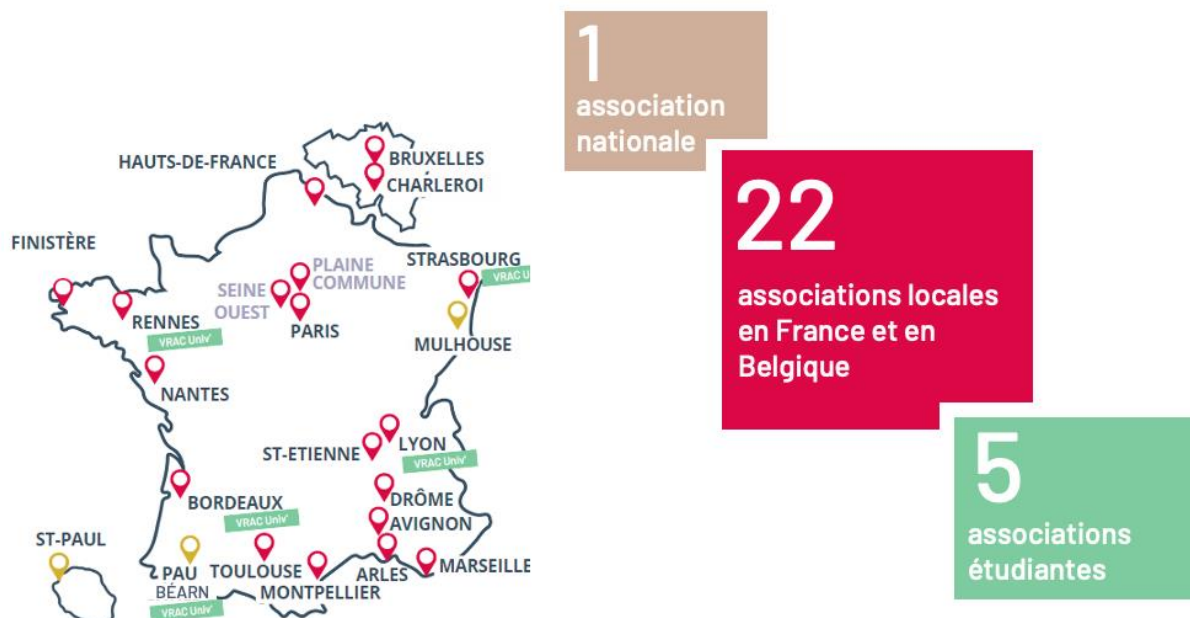 1
association
nationale
22
associations locales
en France et en
Belgique
5
associations
étudiantes
HAUTS-DE-FRANCE
BRUXELLES
CHARLEROI
FINISTÈRE
STRASBOURG
VRAC U
PLAINE
COMMUNE
SEINE
OUEST
PARIS
RENNES
VRAC Univ'
MULHOUSE
NANTES
ST-ETIENNE
LYON
VRAC Univ'
BORDEAUX
VRAC Univ'
DRÔME
AVIGNON
ST-PAUL
PAU
BÉARN
VRAC Univ'
TOULOUSE
MONTPELLIER
ARLES
MARSEILLE